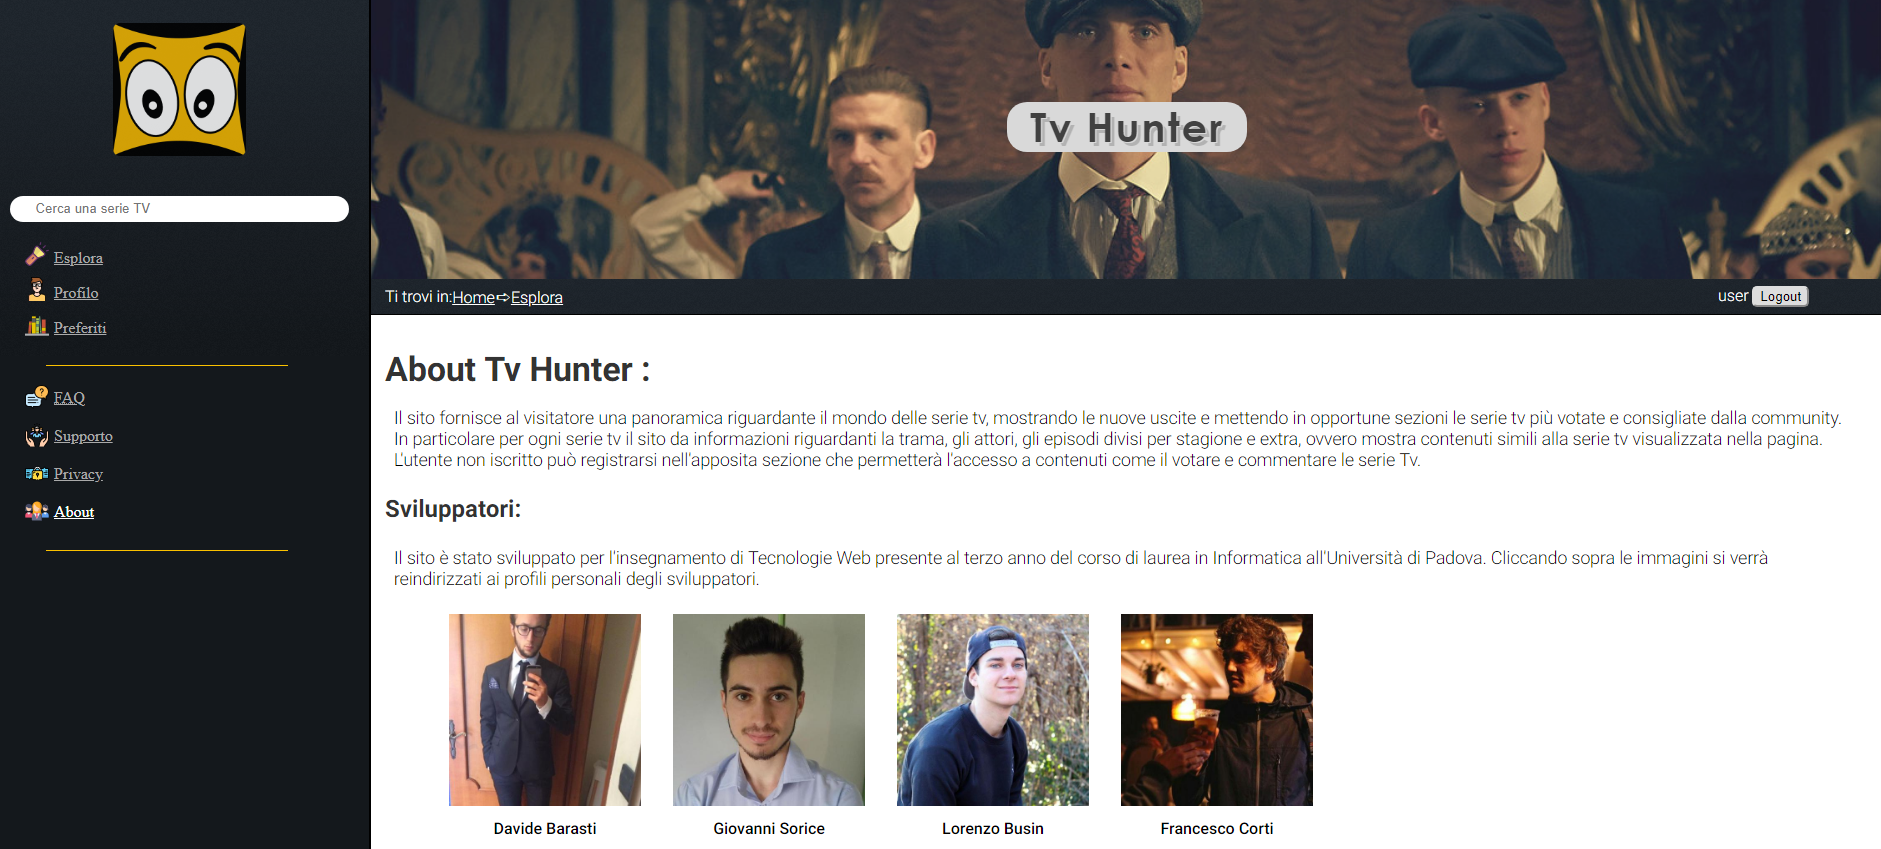 Cerca una serie TV
Esplora
Profilo
Preferiti
FAQ
Supporto
Privacy
About
Tv Hunter
Ti trovi in:Home➪Esplora
user Logout
About Tv Hunter :
Il sito fornisce al visitatore una panoramica riguardante il mondo delle serie tv, mostrando le nuove uscite e mettendo in opportune sezioni le serie tv più votate e consigliate dalla community.
In particolare per ogni serie tv il sito da informazioni riguardanti la trama, gli attori, gli episodi divisi per stagione e extra, ovvero mostra contenuti simili alla serie tv visualizzata nella pagina.
L'utente non iscritto può registrarsi nell'apposita sezione che permetterà l'accesso a contenuti come il votare e commentare le serie Tv.
Sviluppatori:
Il sito è stato sviluppato per l'insegnamento di Tecnologie Web presente al terzo anno del corso di laurea in Informatica all'Università di Padova. Cliccando sopra le immagini si verrà
reindirizzati ai profili personali degli sviluppatori.
Davide Barasti
Giovanni Sorice
Lorenzo Busin
Francesco Corti